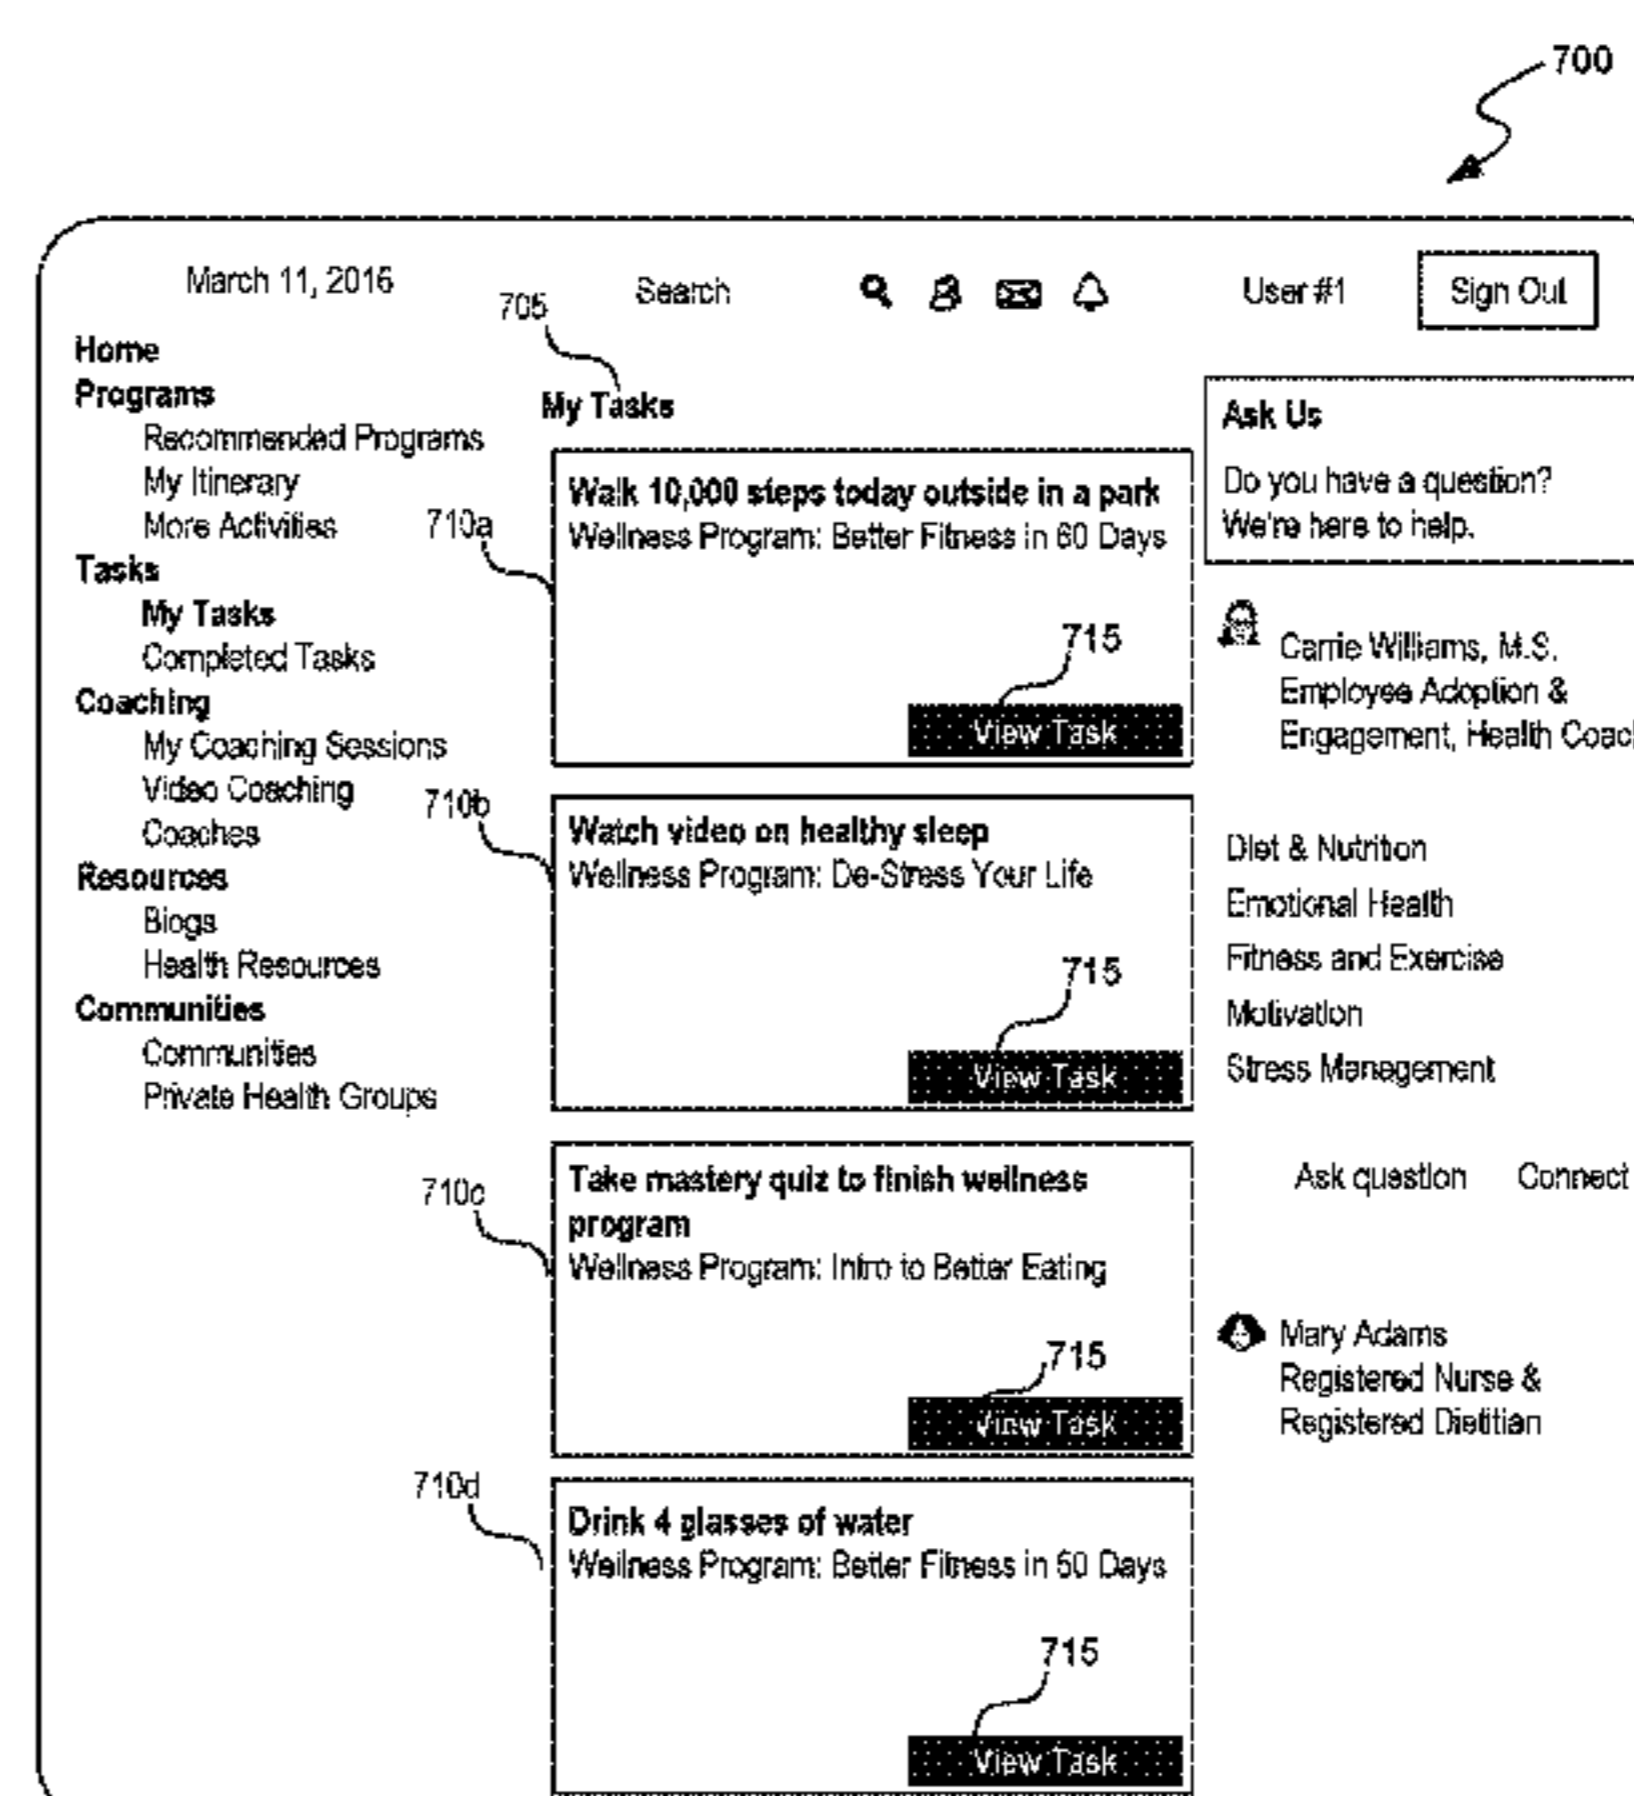 700
March 11, 2016
Search
User #1
Sign Out
705
Home
Programs
Recommended Programs
My Itinerary
More Activities
Tasks
My Tasks
Completed Tasks
Coaching
My Coaching Sessions
Video Coaching
Coaches
Resources
Blogs
Health Resources
Communities
Communities
Private Health Groups
My Tasks
710a
Walk 10,000 steps today outside in a park
Wellness Program: Better Fitness in 60 Days
715
View Task
710b
Watch video on healthy sleep
Wellness Program: De-Stress Your Life
715
View Task
710c
Take mastery quiz to finish wellness
program
Wellness Program: Intro to Better Eating
715
View Task
710d
Drink 4 glasses of water
Wellness Program: Better Fitness in 60 Days
715
View Task
Ask Us
Do you have a question?
We're here to help.
Carrie Williams, M.S.
Employee Adoption &
Engagement, Health Coac
Diet & Nutrition
Emotional Health
Fitness and Exercise
Motivation
Stress Management
Ask question
Connect
Mary Adams
Registered Nurse &
Registered Dietitian